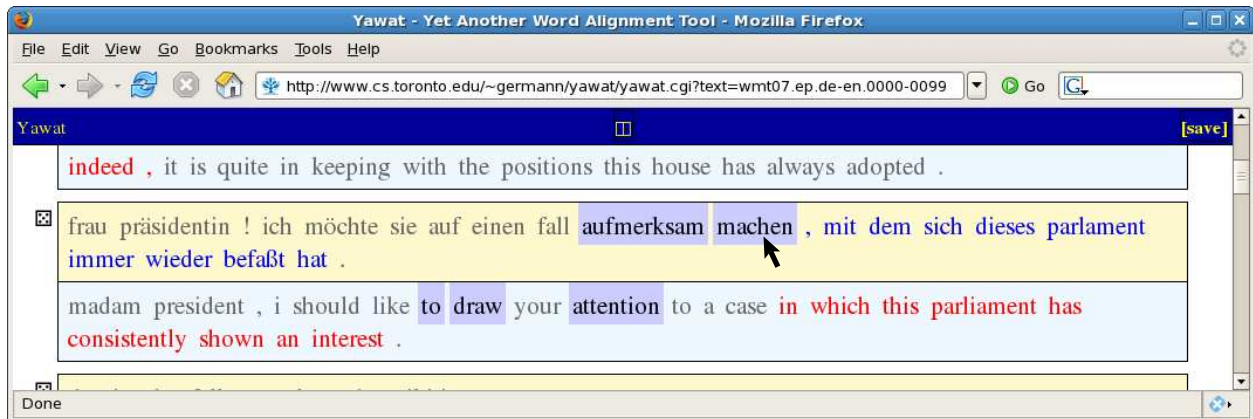 Yawat - Yet Another Word Alignment Tool - Mozilla Firefox
File Edit View Go Bookmarks Tools Help
http://www.cs.toronto.edu/~germann/yawat/yawat.cgi?text=wmt07.ep.de-en.0000-0099 Go G
Yawat [save]
indeed , it is quite in keeping with the positions this house has always adopted .
frau präsidentin ! ich möchte sie auf einen fall aufmerksam machen , mit dem sich dieses parlament
immer wieder befaßt hat .
madam president , i should like to draw your attention to a case in which this parliament has
consistently shown an interest .
Done